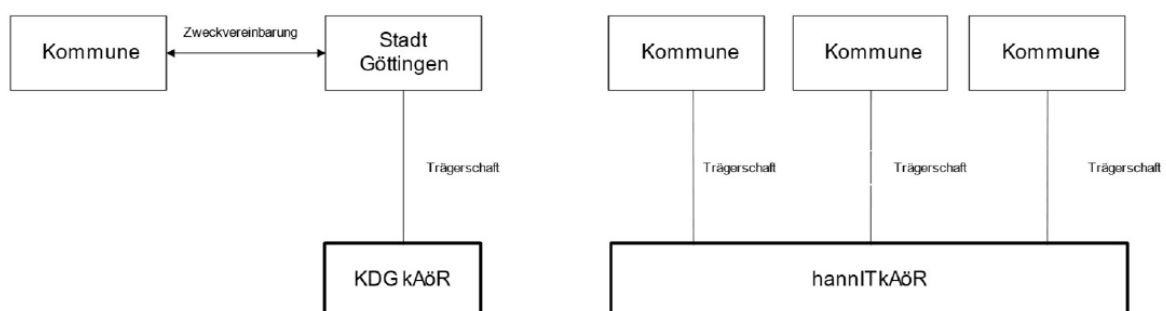 Zweckvereinbarung
Kommune
Stadt
Göttingen
Kommune
Kommune
Kommune
Trägerschaft
Trägerschaft
Trägerschaft
Trägerschaft
KDG kAöR
hannITkAöR